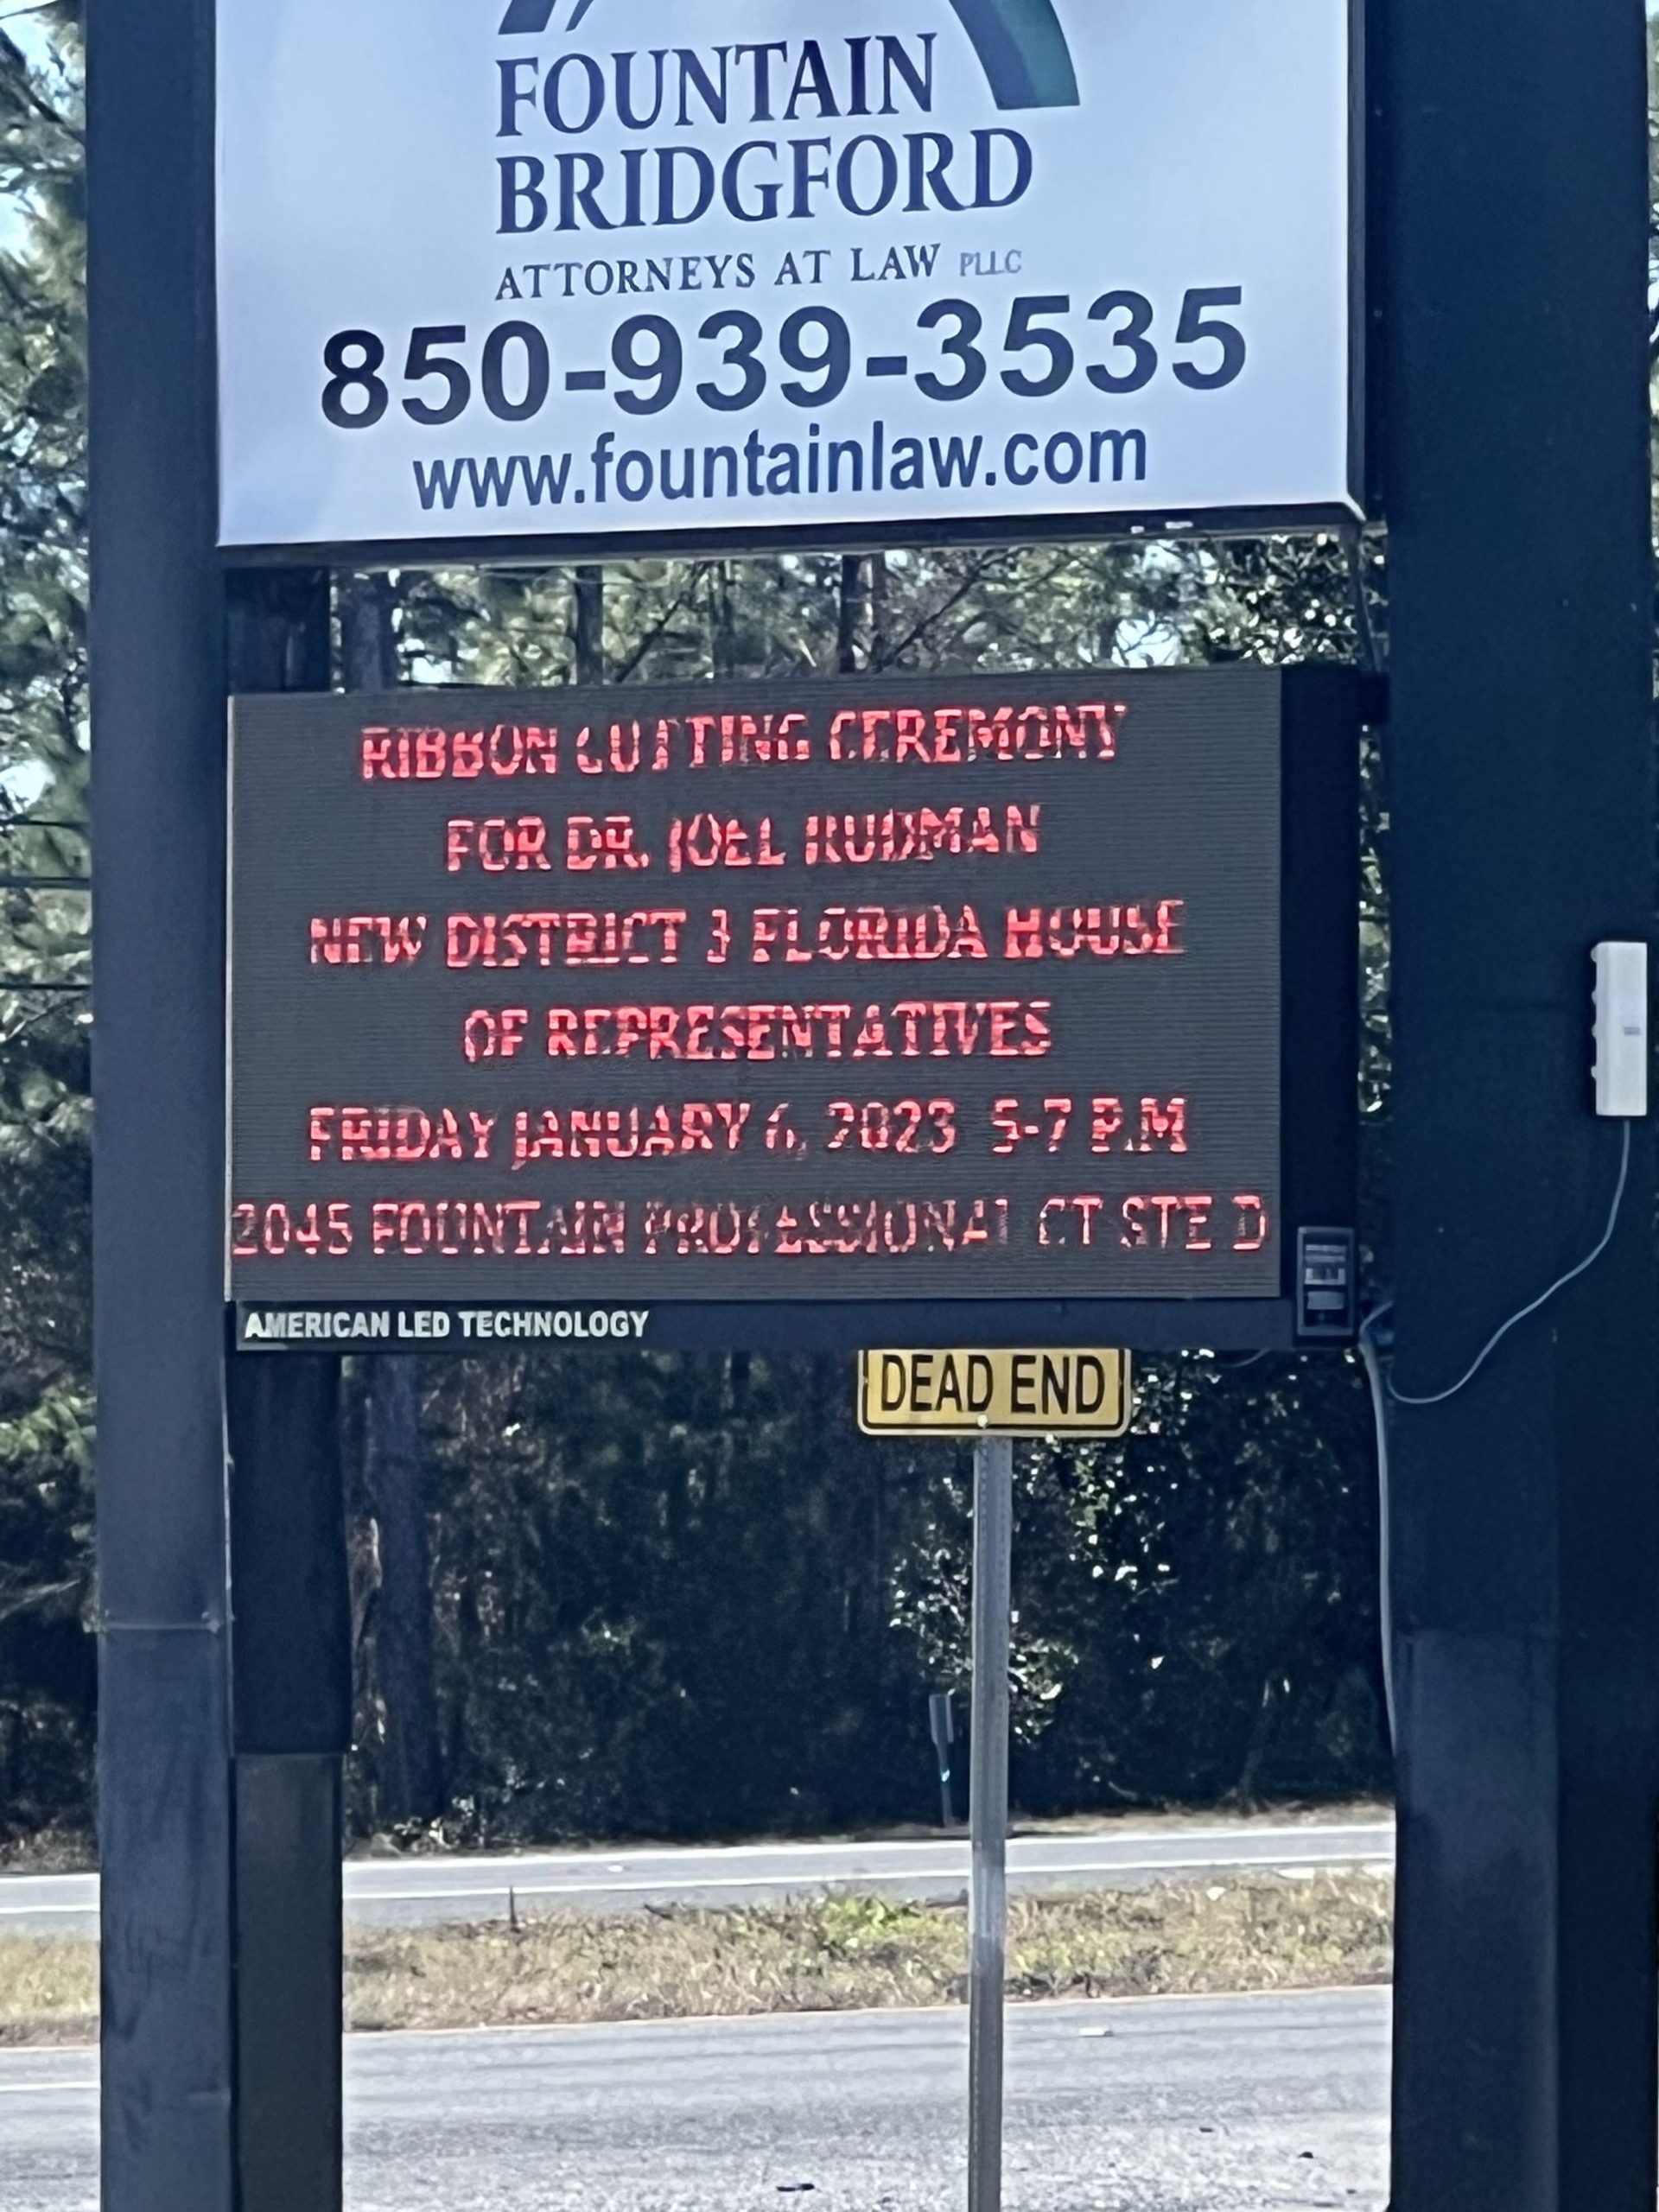 FOUNTAIN
BRIDGFORD
ATTORNEYS AT LAW PLLC
850-939-3535
www.fountainlaw.com
RIBBON CUTTING CEREMONY
FOR DR. JOEL RUDMAN
NEW DISTRICT 3 FLORIDA HOUSE
OF REPRESENTATIVES
FRIDAY JANUARY 6, 2023 5-7 P.M
2045 FOUNTAIN PROFESSIONAL CT STE D
AMERICAN LED TECHNOLOGY
DEAD END